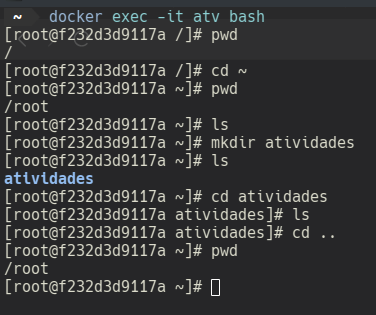 ~ docker exec -it atv bash
[root@f232d3d9117a /]# pwd
/
[root@f232d3d9117a /]# cd ~
[root@f232d3d9117a ~]# pwd
/root
[root@f232d3d9117a ~]# ls
[root@f232d3d9117a ~]# mkdir atividades
[root@f232d3d9117a ~]# ls
atividades
[root@f232d3d9117a ~]# cd atividades
[root@f232d3d9117a atividades]# ls
[root@f232d3d9117a atividades]# cd ..
[root@f232d3d9117a ~]# pwd
/root
[root@f232d3d9117a ~]#